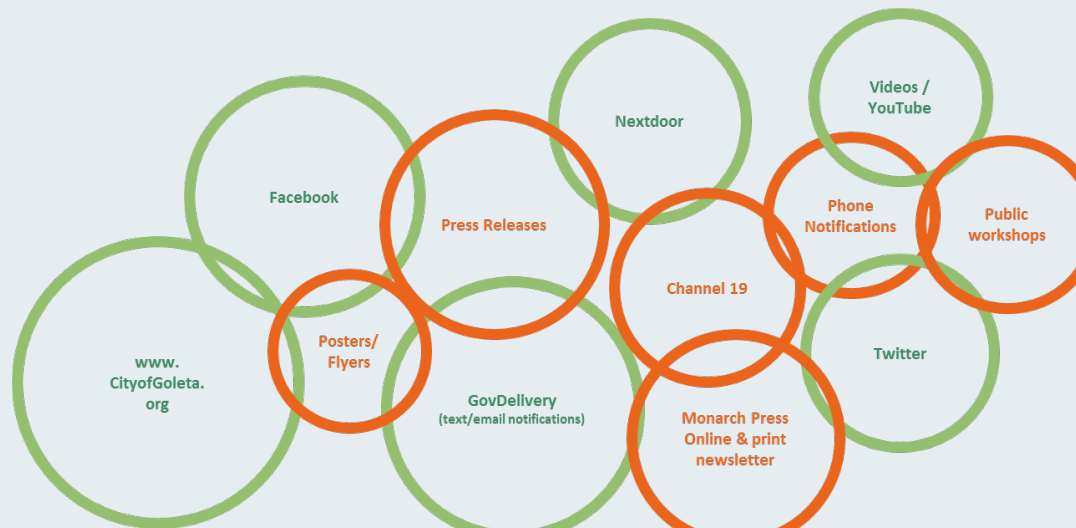 Videos /
YouTube
Nextdoor
Facebook
Press Releases
Phone
Notifications
Public
workshops
Channel 19
Posters/
Flyers
Twitter
www.
CityofGoleta.
org
GovDelivery
(text/email notifications)
Monarch Press
Online & print
newsletter